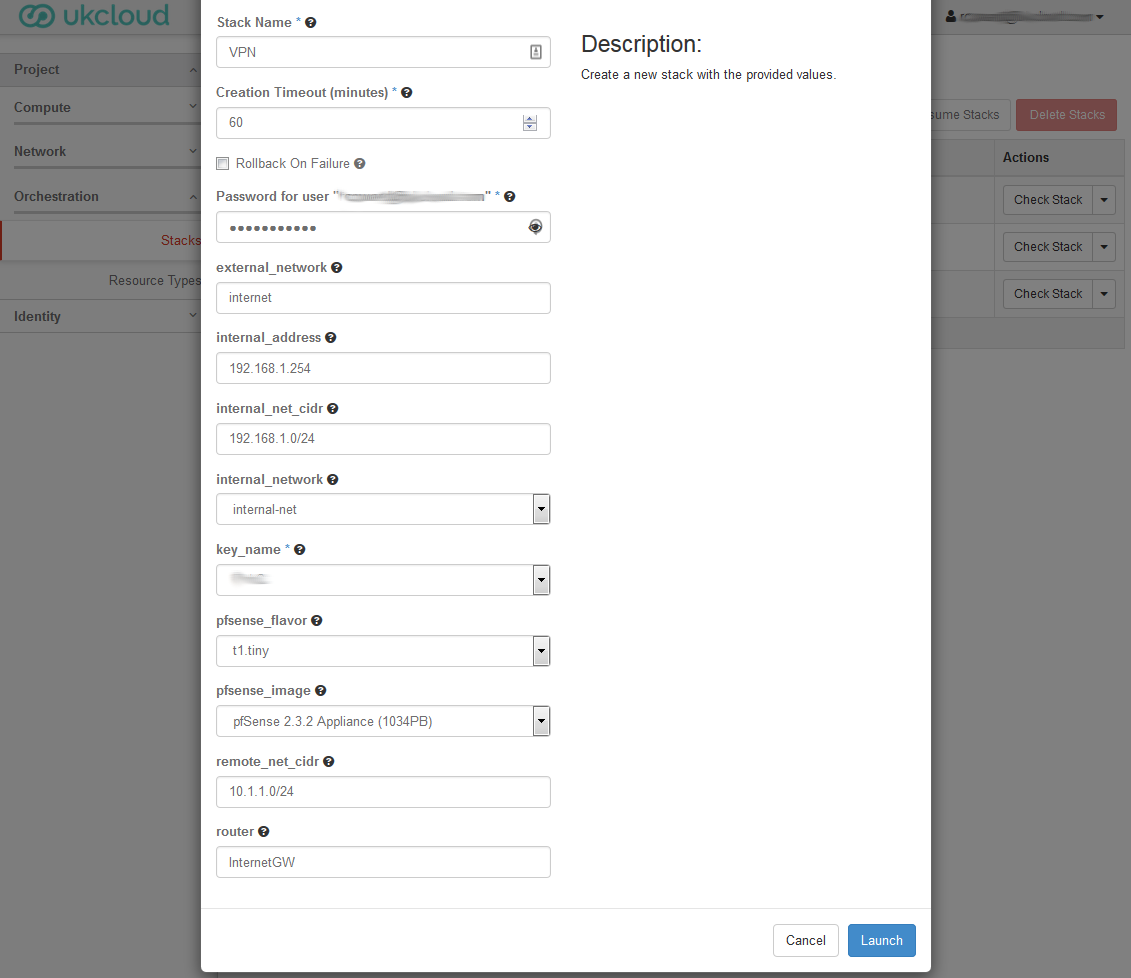 ukcloud
Project
Compute
Network
Orchestration
Stacks
Resource Types
Identity
Stack Name *
VPN
Creation Timeout (minutes) *
60
Rollback On Failure
Password for user " " *
external_network
internet
internal_address
192.168.1.254
internal_net_cidr
192.168.1.0/24
internal_network
internal-net
key_name *
pfsense_flavor
t1.tiny
pfsense_image
pfSense 2.3.2 Appliance (1034PB)
remote_net_cidr
10.1.1.0/24
router
InternetGW
Description:
Create a new stack with the provided values.
Cancel
Launch
Stacks
Delete Stacks
Actions
Check Stack
Check Stack
Check Stack